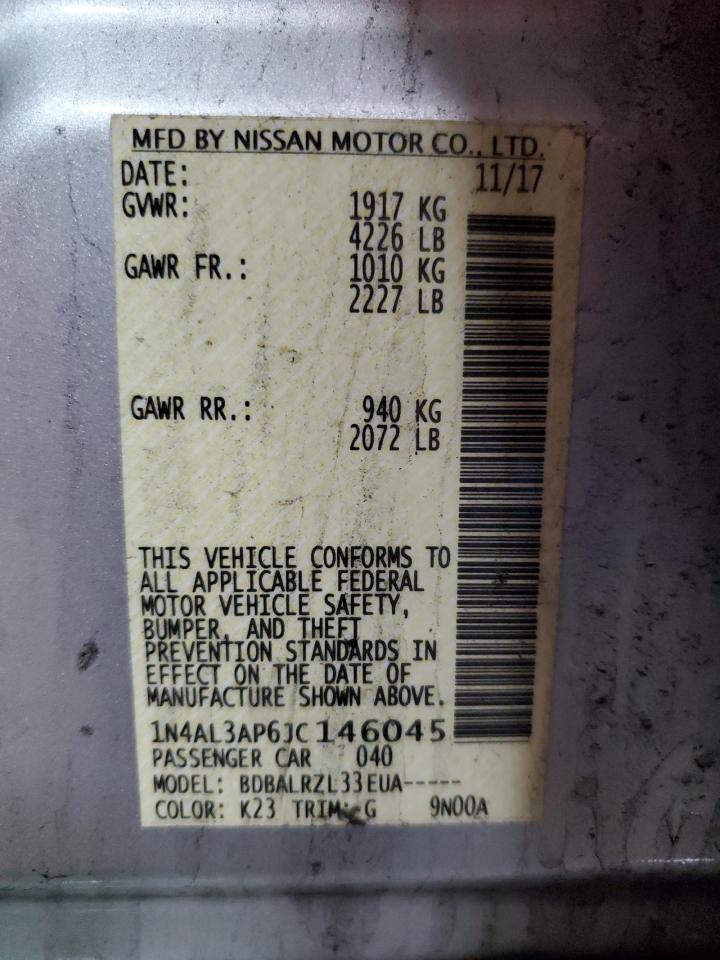 MFD BY NISSAN MOTOR CO., LTD.
DATE: 11/17
GVWR: 1917 KG
4226 LB
GAWR FR.: 1010 KG
2227 LB
GAWR RR.: 940 KG
2072 LB
THIS VEHICLE CONFORMS TO
ALL APPLICABLE FEDERAL
MOTOR VEHICLE SAFETY,
BUMPER, AND THEFT
PREVENTION STANDARDS IN
EFFECT ON THE DATE OF
MANUFACTURE SHOWN ABOVE.
1N4AL3AP6JC146045
PASSENGER CAR 040
MODEL: BDBALRZL33EUA-----
COLOR: K23 TRIM: G 9N00A